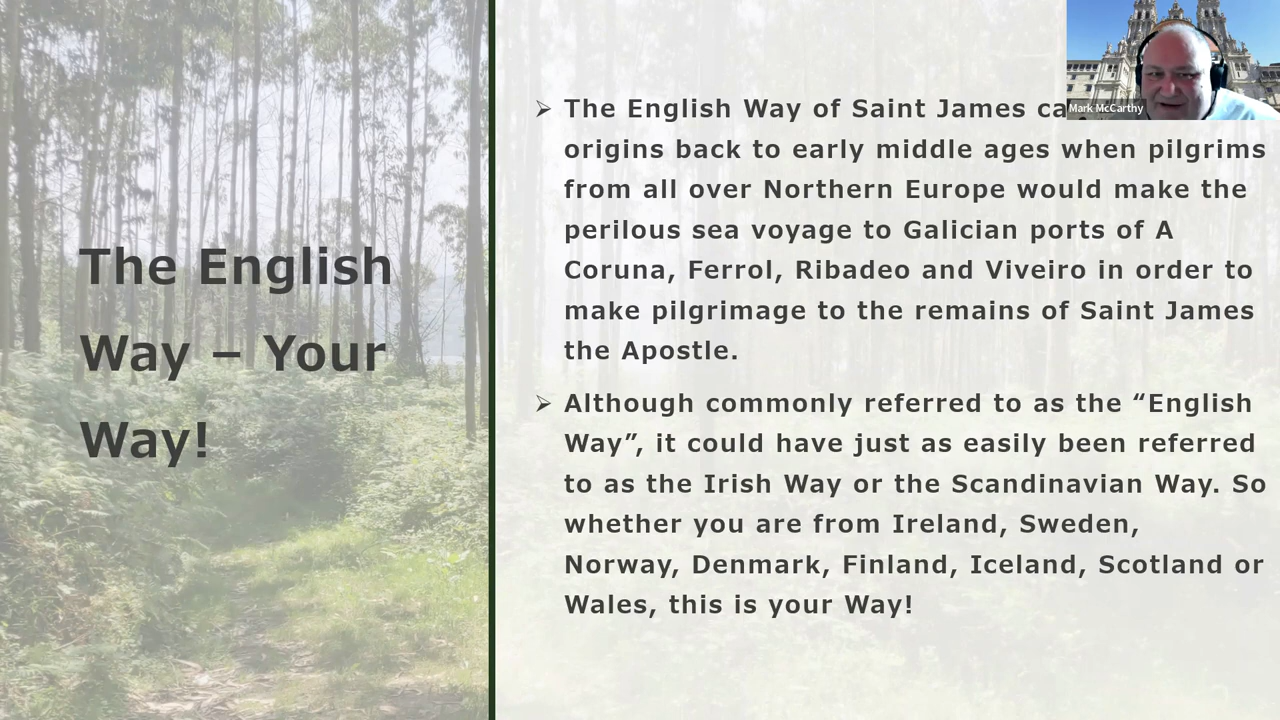 The English
Way – Your
Way!
Mark McCarthy
➢ The English Way of Saint James
origins back to early middle ages when pilgrims
from all over Northern Europe would make the
perilous sea voyage to Galician ports of A
Coruna, Ferrol, Ribadeo and Viveiro in order to
make pilgrimage to the remains of Saint James
the Apostle.
➢ Although commonly referred to as the “English
Way”, it could have just as easily been referred
to as the Irish Way or the Scandinavian Way. So
whether you are from Ireland, Sweden,
Norway, Denmark, Finland, Iceland, Scotland or
Wales, this is your Way!